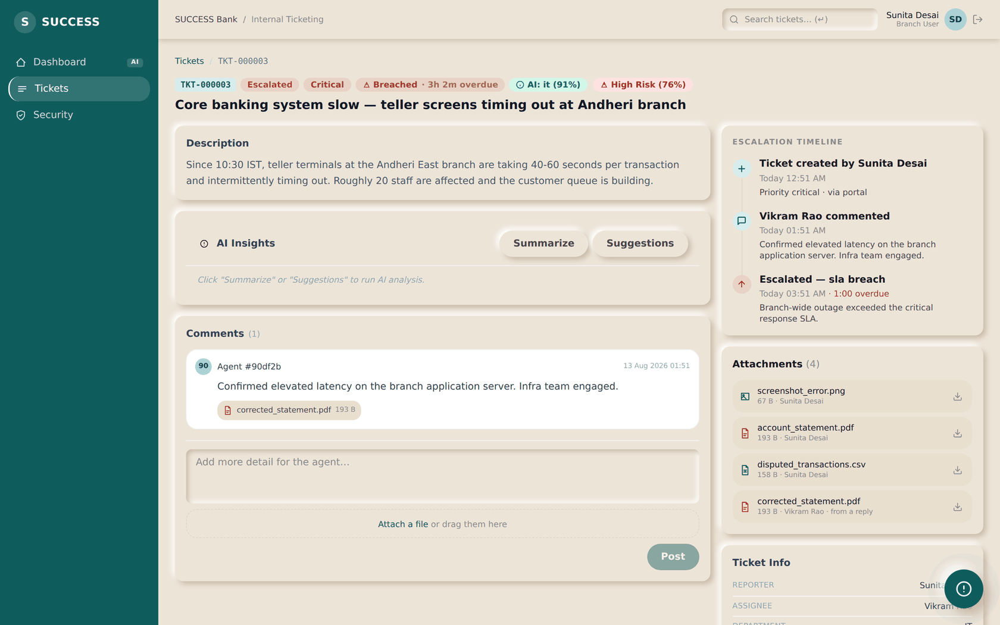 S SUCCESS
Dashboard AI
Tickets
Security
SUCCESS Bank / Internal Ticketing
Search tickets... (↵)
Sunita Desai
Branch User
SD
Tickets / TKT-000003
TKT-000003 Escalated Critical ⚠ Breached · 3h 2m overdue AI: it (91%) ⚠ High Risk (76%)
Core banking system slow — teller screens timing out at Andheri branch
Description
Since 10:30 IST, teller terminals at the Andheri East branch are taking 40-60 seconds per transaction
and intermittently timing out. Roughly 20 staff are affected and the customer queue is building.
AI Insights
Summarize
Suggestions
Click "Summarize" or "Suggestions" to run AI analysis.
Comments (1)
90 Agent #90df2b 13 Aug 2026 01:51
Confirmed elevated latency on the branch application server. Infra team engaged.
corrected_statement.pdf 193 B
Add more detail for the agent...
Attach a file or drag them here
Post
ESCALATION TIMELINE
Ticket created by Sunita Desai
Today 12:51 AM
Priority critical · via portal
Vikram Rao commented
Today 01:51 AM
Confirmed elevated latency on the branch
application server. Infra team engaged.
Escalated — sla breach
Today 03:51 AM · 1:00 overdue
Branch-wide outage exceeded the critical
response SLA.
Attachments (4)
screenshot_error.png
67 B · Sunita Desai
account_statement.pdf
193 B · Sunita Desai
disputed_transactions.csv
158 B · Sunita Desai
corrected_statement.pdf
193 B · Vikram Rao · from a reply
Ticket Info
REPORTER
ASSIGNEE Vikram
DEPARTMENT IT